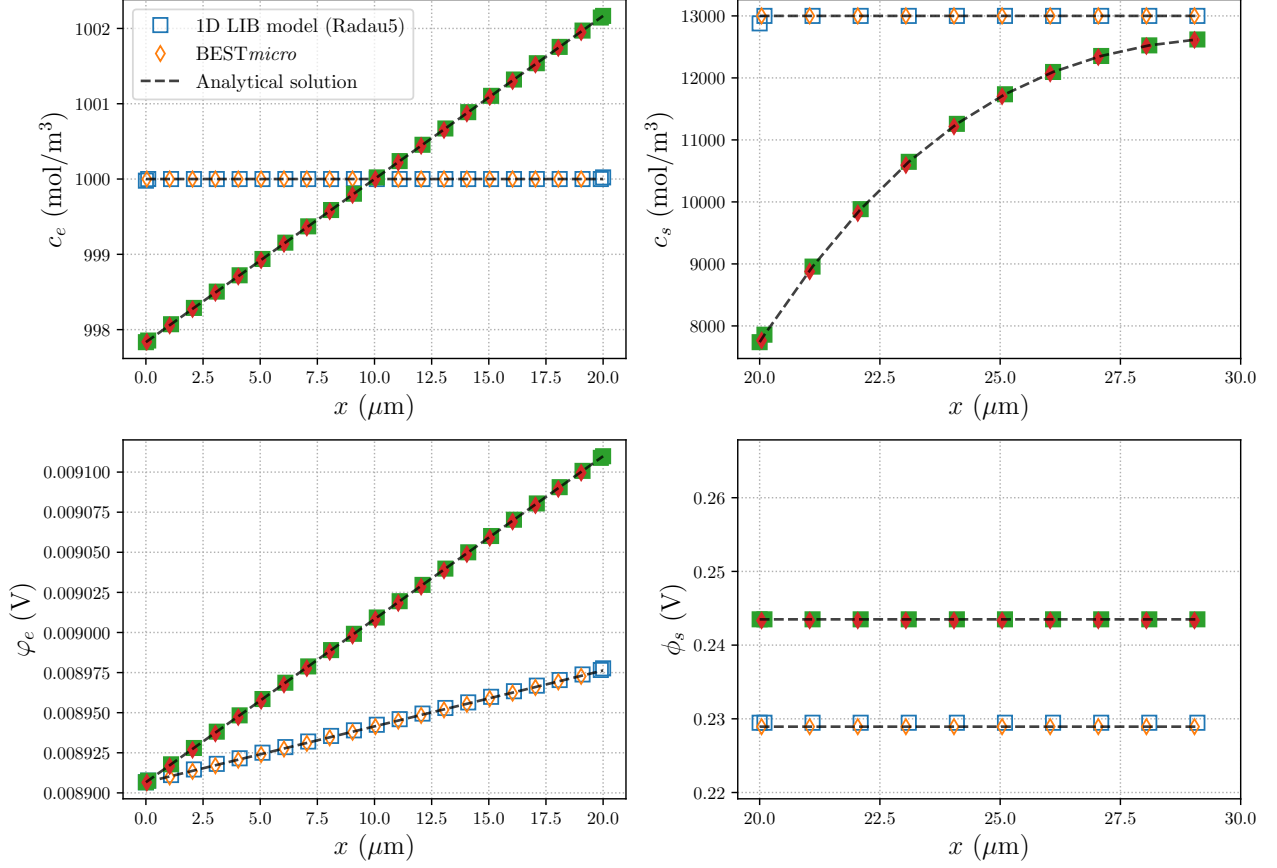 1002
1001
1000
999
998
c_e (mol/m³)
1D LIB model (Radau5)
BESTmicro
Analytical solution
0.0 2.5 5.0 7.5 10.0 12.5 15.0 17.5 20.0
x (μm)
13000
12000
11000
10000
9000
8000
c_s (mol/m³)
20.0 22.5 25.0 27.5 30.0
x (μm)
0.009100
0.009075
0.009050
0.009025
0.009000
0.008975
0.008950
0.008925
0.008900
φ_e (V)
0.0 2.5 5.0 7.5 10.0 12.5 15.0 17.5 20.0
x (μm)
0.26
0.25
0.24
0.23
0.22
ϕ_s (V)
20.0 22.5 25.0 27.5 30.0
x (μm)